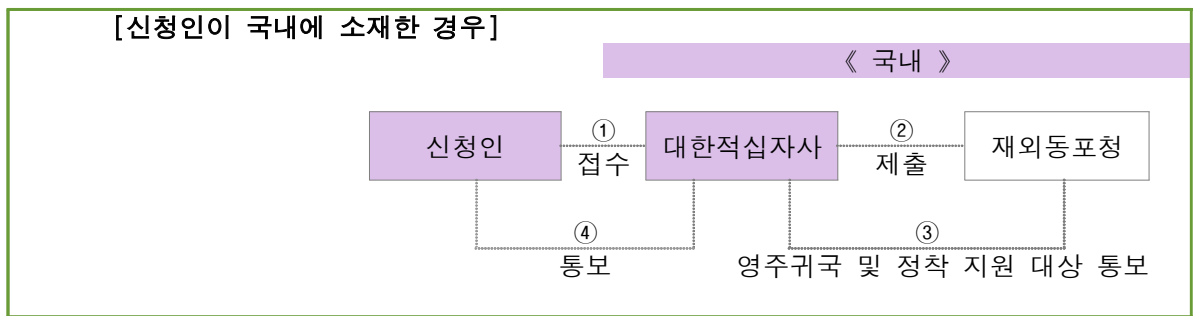 [신청인이 국내에 소재한 경우]
《 국내 》
신청인
①
접수
대한적십자사
②
제출
재외동포청
④
통보
③
영주귀국 및 정착 지원 대상 통보